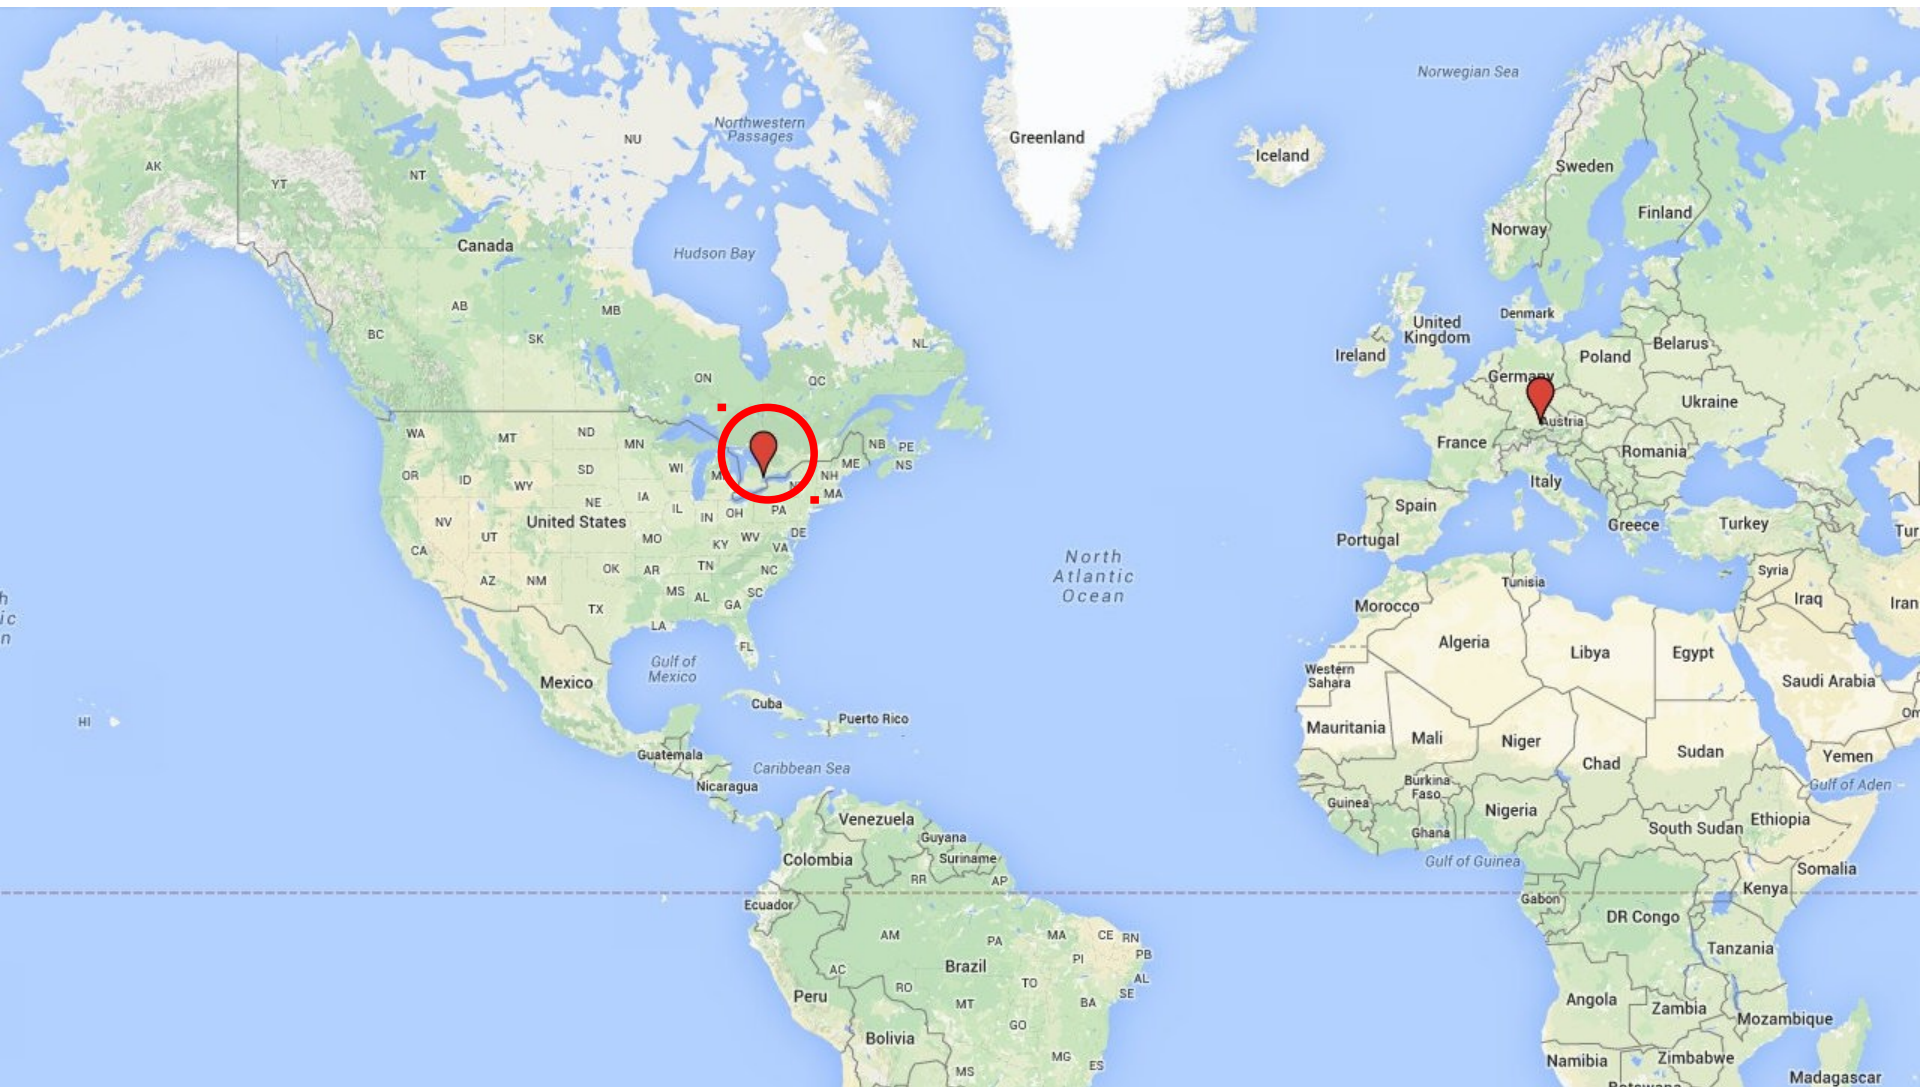 Norwegian Sea
Northwestern
Passages
NU
Greenland
Iceland
AK
YT
NT
Sweden
Finland
Norway
Canada
Hudson Bay
AB
MB
BC
SK
NL
Denmark
United
Kingdom
Ireland
Belarus
Poland
ON
QC
Germany
Ukraine
Austria
France
Romania
WA
MT
ND
MN
NB
PE
NS
ME
OR
ID
SD
WI
NH
WY
MA
Italy
NE
IA
IL
IN
OH
PA
Spain
NV
United States
Greece
Turkey
UT
CA
MO
KY
WV
DE
VA
Portugal
North
Atlantic
Ocean
AZ
NM
OK
AR
TN
NC
MS
AL
SC
GA
TX
LA
FL
Syria
Tunisia
Iraq
Iran
Morocco
Algeria
Libya
Egypt
Gulf of
Mexico
Mexico
Western
Sahara
Saudi Arabia
HI
Cuba
Puerto Rico
Mauritania
Mali
Niger
Chad
Sudan
Yemen
Guatemala
Caribbean Sea
Nicaragua
Burkina
Faso
Gulf of Aden
Guinea
Nigeria
Venezuela
Ghana
South Sudan
Ethiopia
Guyana
Suriname
Colombia
Gulf of Guinea
Somalia
RR
AP
Ecuador
Gabon
Kenya
DR Congo
AM
PA
MA
CE
RN
PB
PI
AL
SE
Tanzania
Brazil
AC
RO
TO
BA
MT
Peru
GO
Angola
Zambia
Mozambique
Bolivia
MG
ES
MS
Namibia
Zimbabwe
Madagascar